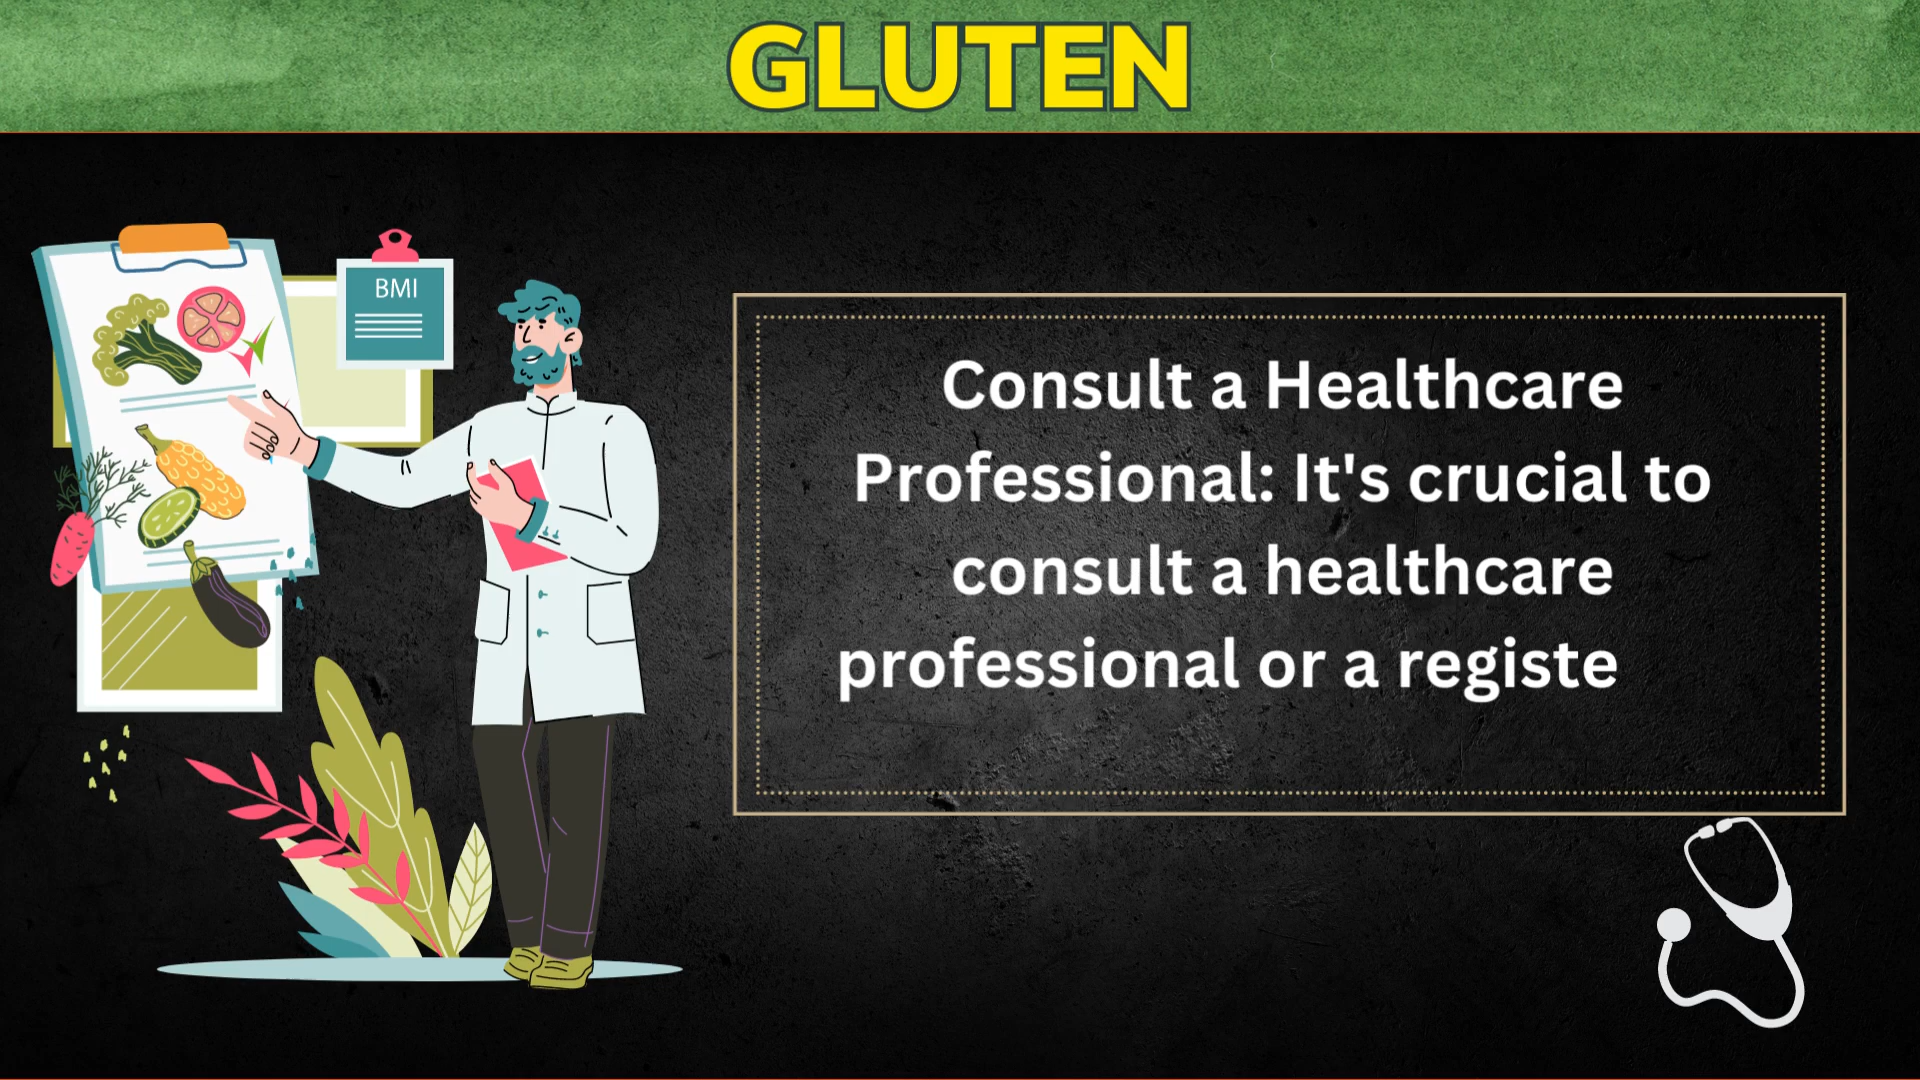 GLUTEN
BMI
Consult a Healthcare
Professional: It's crucial to
consult a healthcare
professional or a registe